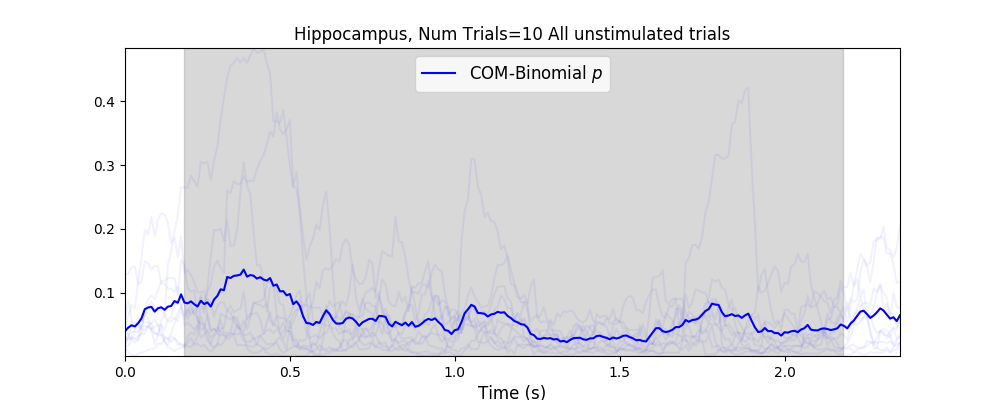 Hippocampus, Num Trials=10 All unstimulated trials
COM-Binomial p
0.4
0.3
0.2
0.1
0.0 0.5 1.0 1.5 2.0
Time (s)